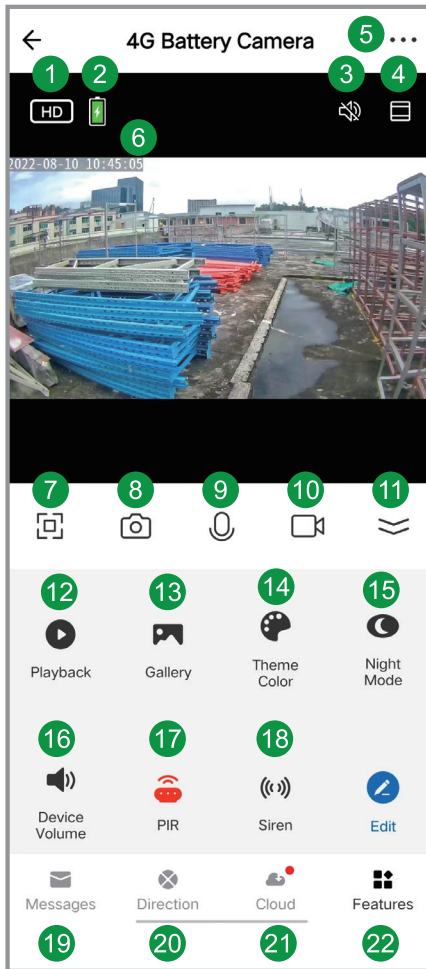 4G Battery Camera
5
1
2
3
4
HD
6
2022-08-10 10:45:05
7
8
9
10
11
12
13
14
15
Playback
Gallery
Theme
Color
Night
Mode
16
17
18
Device
Volume
PIR
Siren
Edit
Messages
Direction
Cloud
Features
19
20
21
22